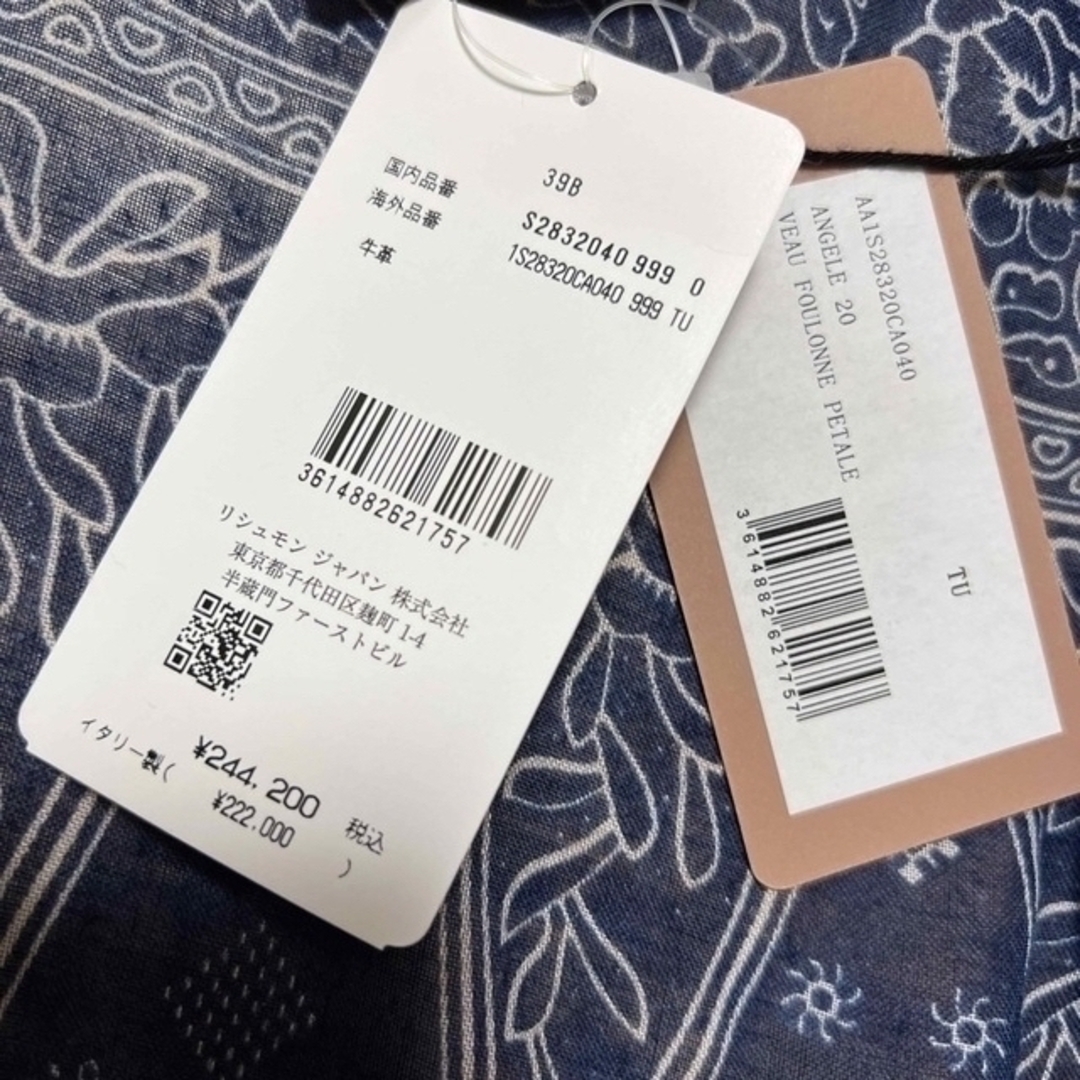 国内品番 39B
海外品番 S2832040 999 0
1S28320CA040 999 TU
牛革
3614882621757
リシュモン ジャパン 株式会社
東京都千代田区麹町 1-4
半蔵門ファーストビル
¥244,200 税込
イタリー製( ¥222.000 )
AA1S28320CA040
ANGELE 20
VEAU FOULONNE PETALE
TU
3 614882 621757